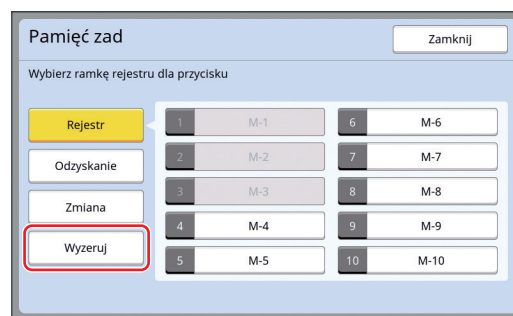 Pamięć zad
Zamknij
Wybierz ramkę rejestru dla przycisku
Rejestr
Odzyskanie
Zmiana
Wyzeruj
1 M-1
2 M-2
3 M-3
4 M-4
5 M-5
6 M-6
7 M-7
8 M-8
9 M-9
10 M-10